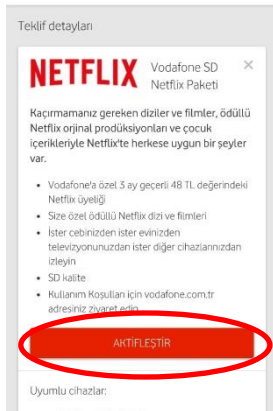 Teklif detayları
NETFLIX
Vodafone SD
Netflix Paketi
×
Kaçırmamanız gereken diziler ve filmler, ödüllü
Netflix orjinal prodüksiyonları ve çocuk
içerikleriyle Netflix'te herkese uygun bir şeyler
var.
• Vodafone'a özel 3 ay geçerli 48 TL değerindeki
Netflix üyeliği
• Size özel ödüllü Netflix dizi ve filmleri
• İster cebinizden ister evinizden
televizyonunuzdan ister diğer cihazlarınızdan
izleyin
• SD kalite
• Kullanım Koşulları için vodafone.com.tr
adresini ziyaret edin
AKTİFLEŞTİR
Uyumlu cihazlar: